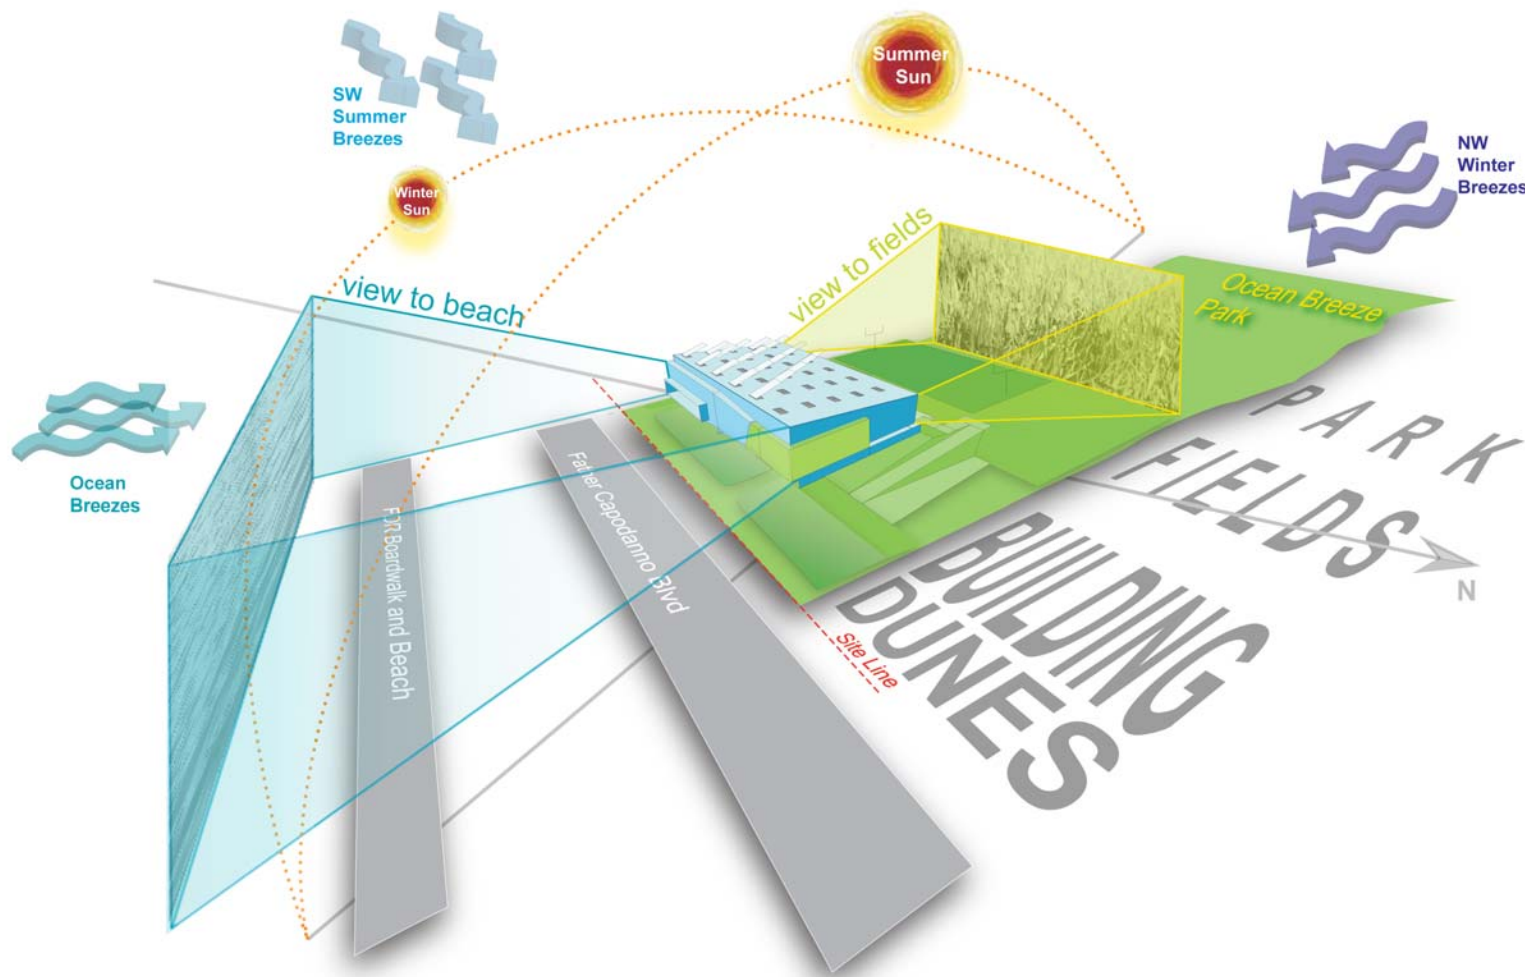 Summer
Sun
SW
Summer
Breezes
NW
Winter
Breezes
Winter
Sun
view to fields
view to beach
Ocean Breeze
Park
Ocean
Breezes
PARK
FIELDS
BUILDING
DUNES
N
FDR Boardwalk and Beach
Father Capodanno Blvd
Site Line